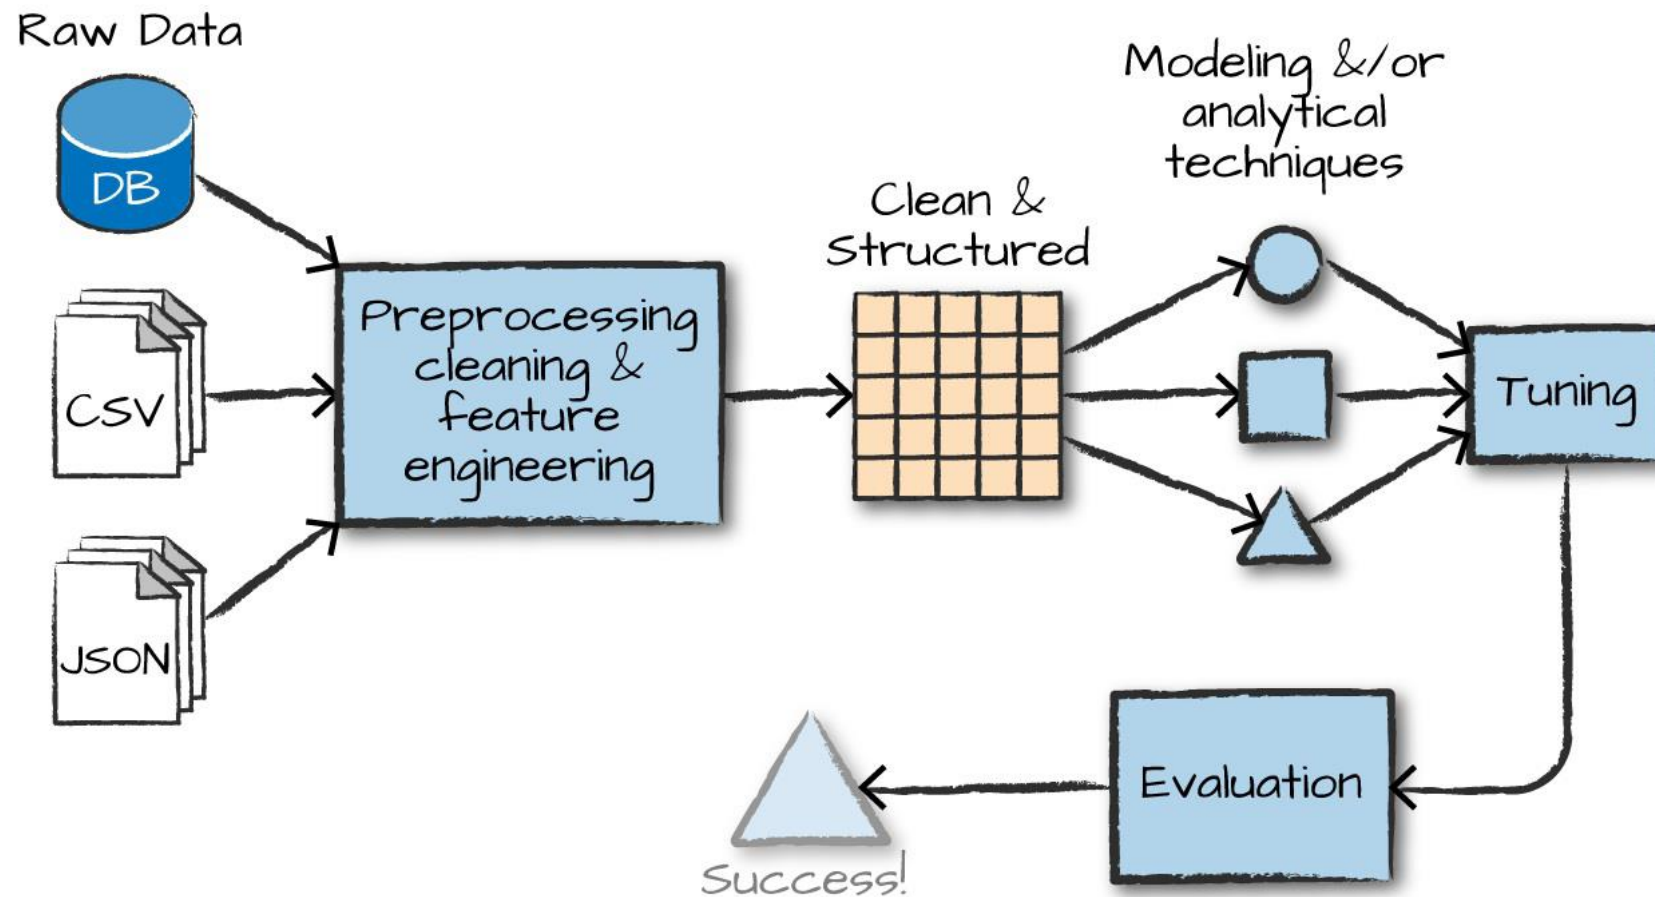 Raw Data
DB
CSV
JSON
Preprocessing
cleaning &
feature
engineering
Clean &
Structured
Modeling &/or
analytical
techniques
Tuning
Evaluation
Success!